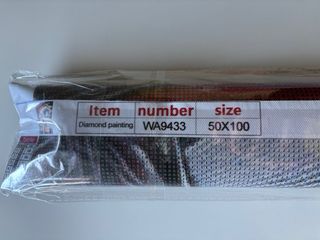 Item number size
Diamond painting WA9433 50X100